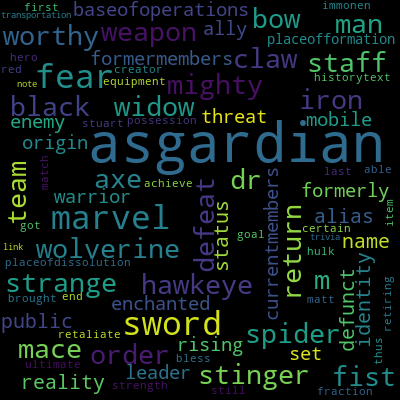 first
immonen
transportation
baseofoperations
bow
man
worthy
weapon
ally
placeofformation
hero
formermembers
claw
staff
red
fear
creator
mighty
historytext
note
equipment
iron
black
widow
threat
mobile
enemy
stuart
possession
origin
asgardian
team
match
axe
dr
last
able
warrior
achieve
formerly
marvel
defeat
status
currentmembers
return
alias
item
got
goal
certain
name
link
wolverine
trivia
placeofdissolution
hulk
strange
hawkeye
m
identity
matt
defunct
retiring
brought
end
enchanted
public
sword
spider
retaliate
bless
order
rising
set
thus
mace
leader
stinger
fist
reality
ultimate
strength
still
fraction